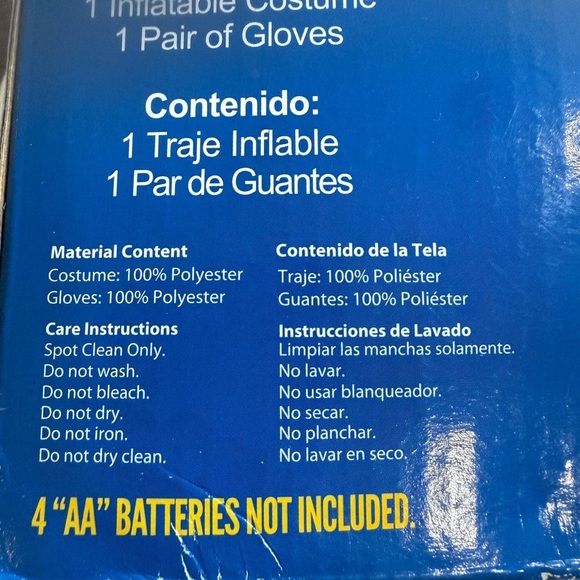 1 Inflatable Costume
1 Pair of Gloves
Contenido:
1 Traje Inflable
1 Par de Guantes
Material Content
Costume: 100% Polyester
Gloves: 100% Polyester
Care Instructions
Spot Clean Only.
Do not wash.
Do not bleach.
Do not dry.
Do not iron.
Do not dry clean.
Contenido de la Tela
Traje: 100% Poliéster
Guantes: 100% Poliéster
Instrucciones de Lavado
Limpiar las manchas solamente.
No lavar.
No usar blanqueador.
No secar.
No planchar.
No lavar en seco.
4 “AA” BATTERIES NOT INCLUDED.